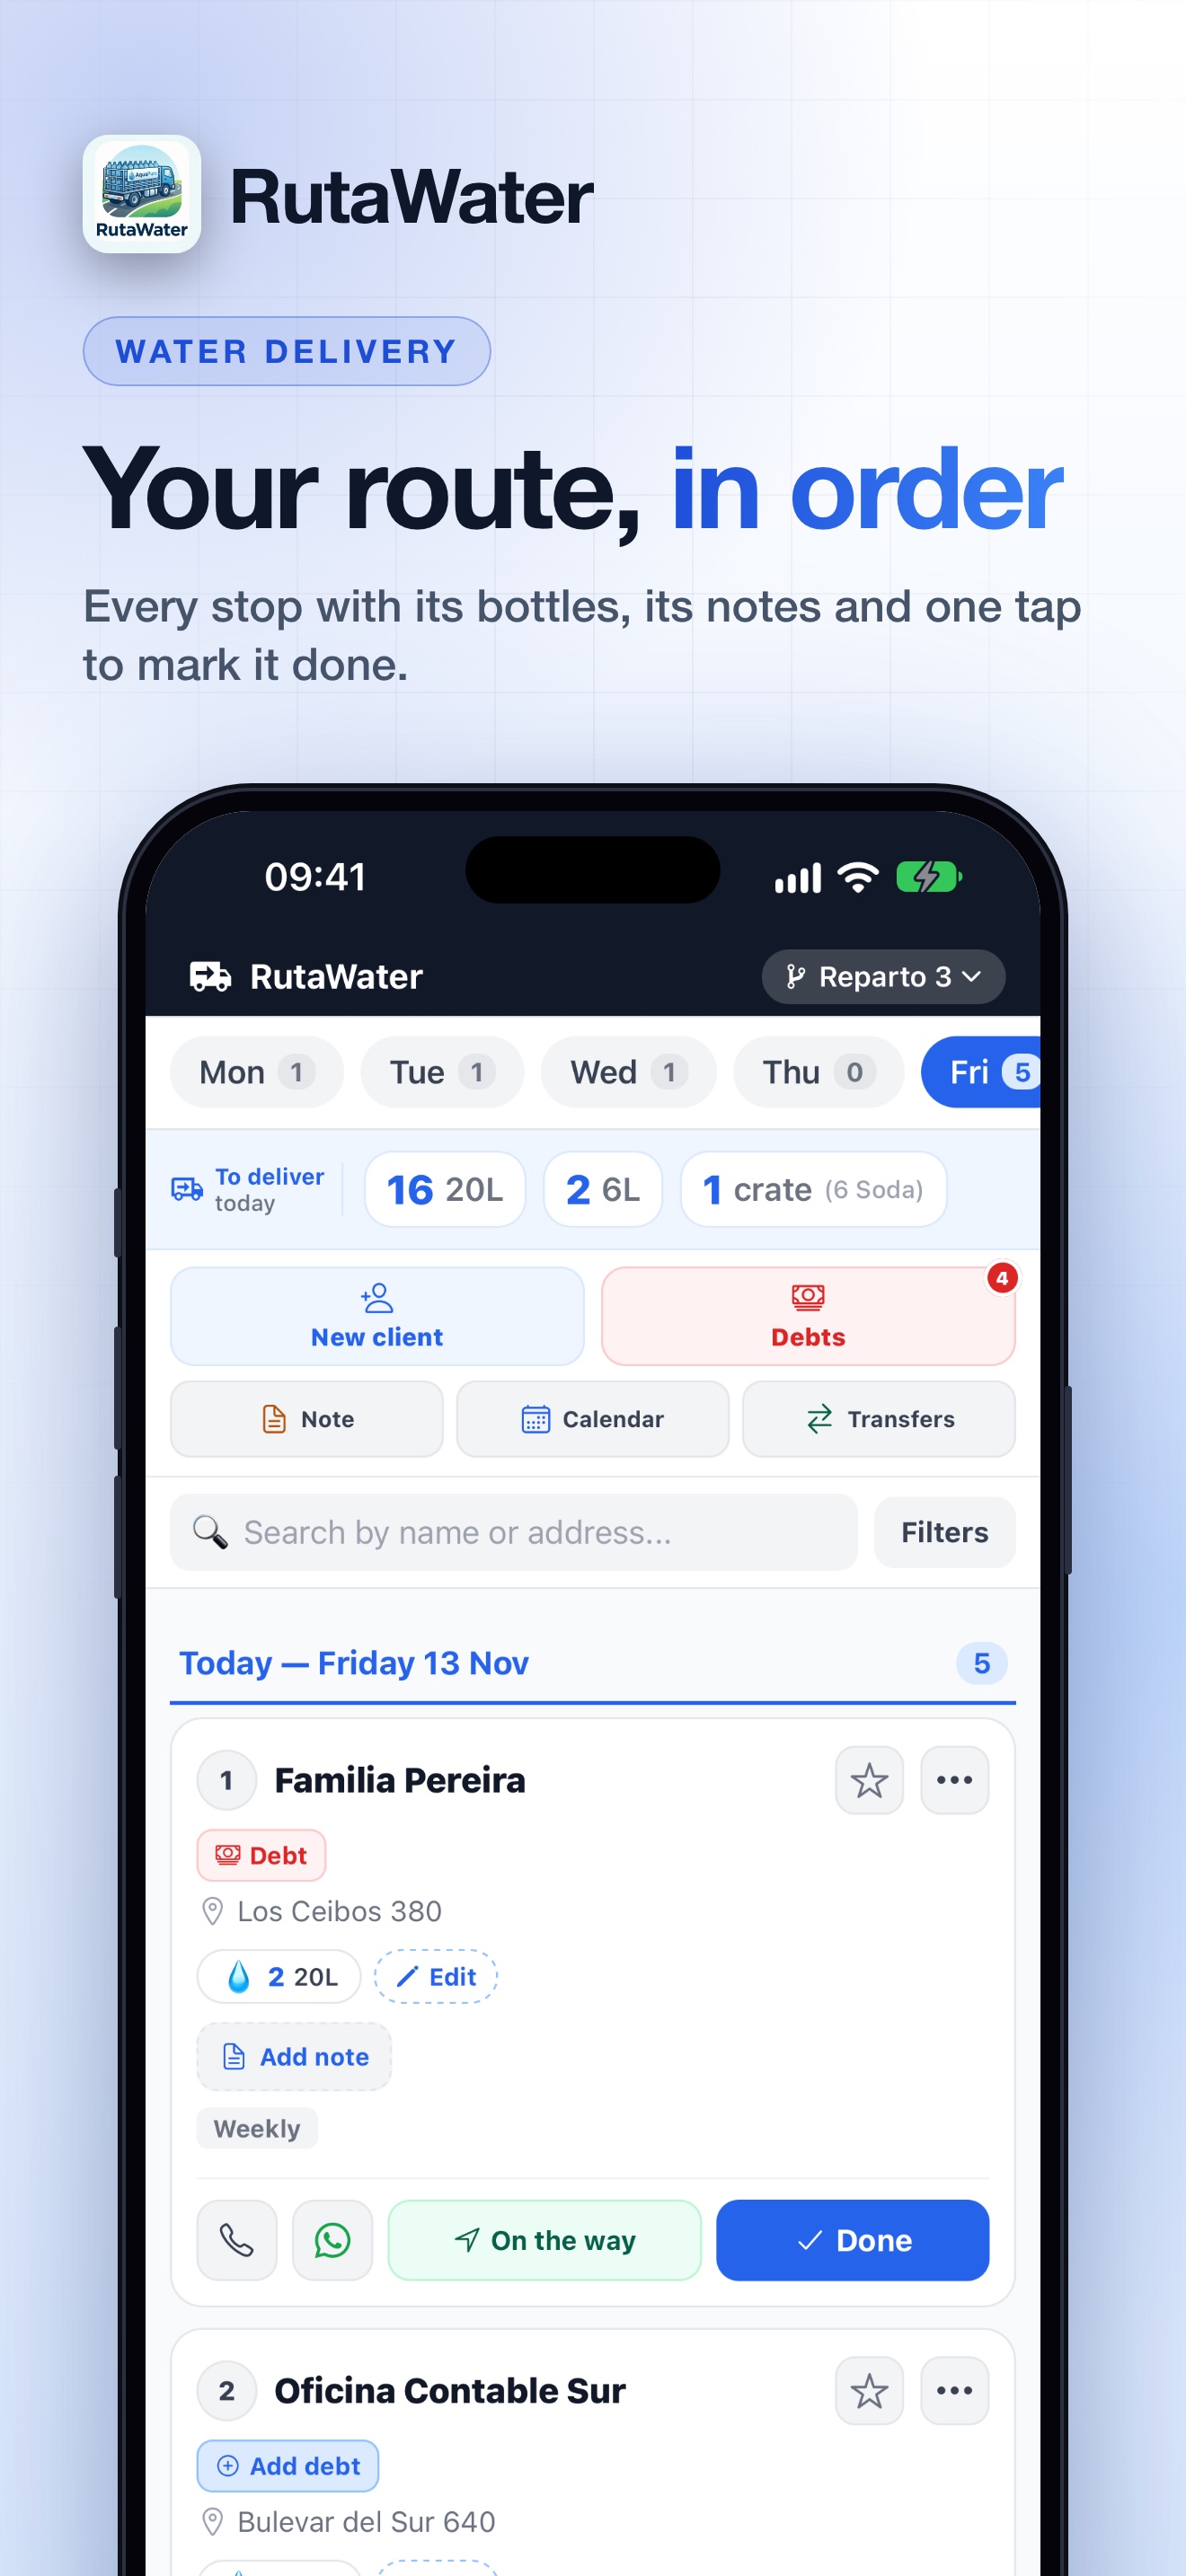 AquaPure
RutaWater
RutaWater
WATER DELIVERY
Your route, in order
Every stop with its bottles, its notes and one tap
to mark it done.
09:41
RutaWater
Reparto 3
Mon 1 Tue 1 Wed 1 Thu 0 Fri 5
To deliver
today
16 20L 2 6L 1 crate (6 Soda)
4
New client Debts
Note Calendar Transfers
Search by name or address...
Filters
Today — Friday 13 Nov 5
1 Familia Pereira
Debt
Los Ceibos 380
2 20L Edit
Add note
Weekly
On the way Done
2 Oficina Contable Sur
Add debt
Bulevar del Sur 640